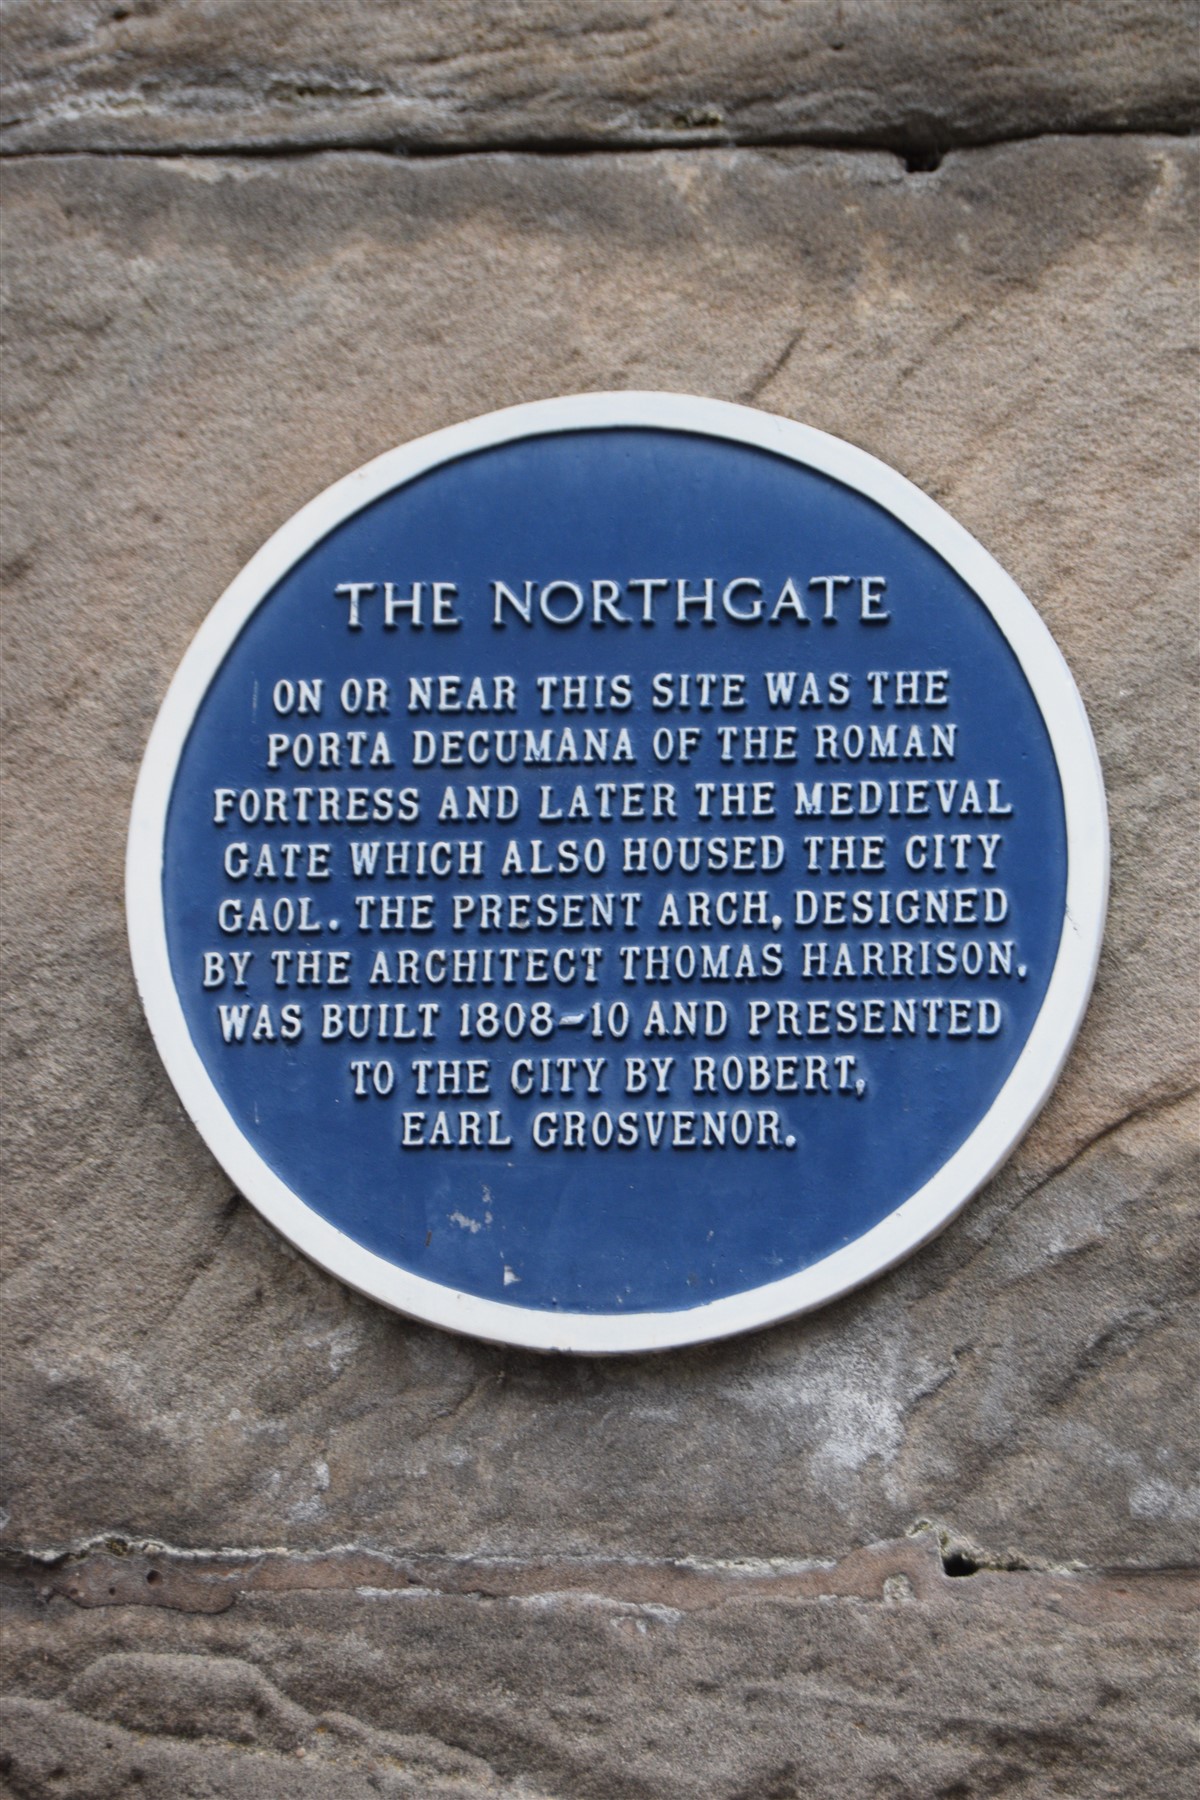 THE NORTHGATE
ON OR NEAR THIS SITE WAS THE
PORTA DECUMANA OF THE ROMAN
FORTRESS AND LATER THE MEDIEVAL
GATE WHICH ALSO HOUSED THE CITY
GAOL. THE PRESENT ARCH, DESIGNED
BY THE ARCHITECT THOMAS HARRISON,
WAS BUILT 1808-10 AND PRESENTED
TO THE CITY BY ROBERT,
EARL GROSVENOR.